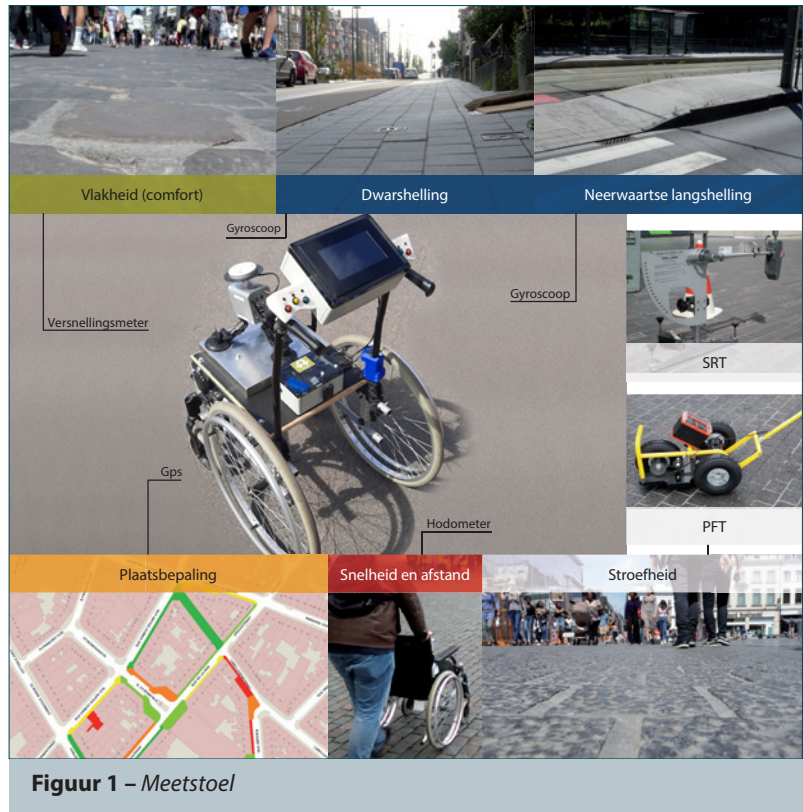 Vlakheid (comfort)
Dwarshelling
Neerwaartse langshelling
Gyroscoop
Gyroscoop
Versnellingsmeter
SRT
Gps
Hodometer
PFT
Plaatsbepaling
Snelheid en afstand
Stroefheid
Figuur 1 – Meetstoel